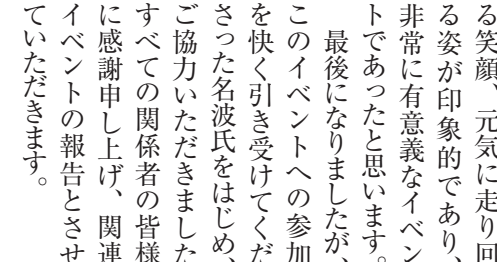 る笑顔、元気に走り回
る姿が印象的であり、
非常に有意義なイベン
トであったと思います。
最後になりましたが、
このイベントへの参加
を快く引き受けてくだ
さった名波氏をはじめ、
ご協力いただきました
すべての関係者の皆様
に感謝申し上げ、関連
イベントの報告とさせ
ていただきます。